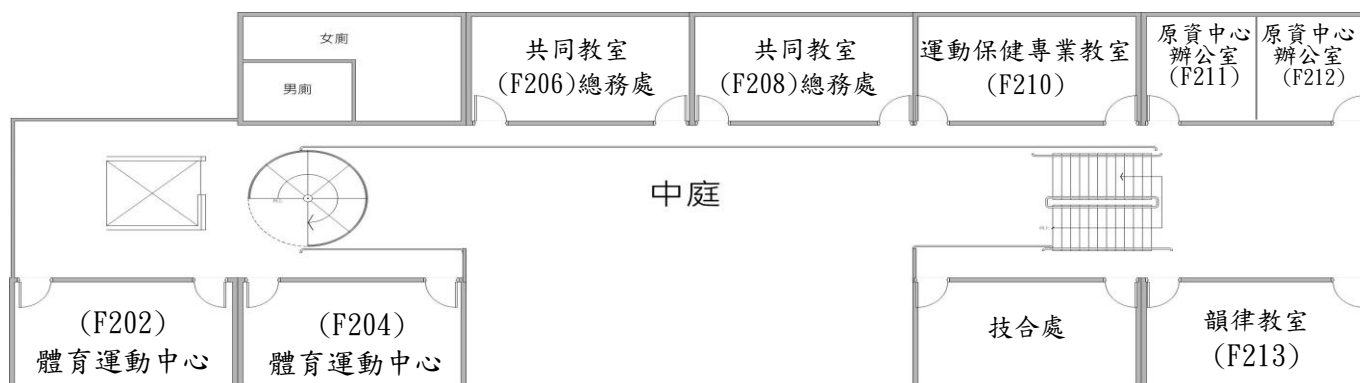 女廁
男廁
共同教室
(F206)總務處
共同教室
(F208)總務處
運動保健專業教室
(F210)
原資中心
辦公室
(F211)
原資中心
辦公室
(F212)
中庭
(F202)
體育運動中心
(F204)
體育運動中心
技合處
韻律教室
(F213)